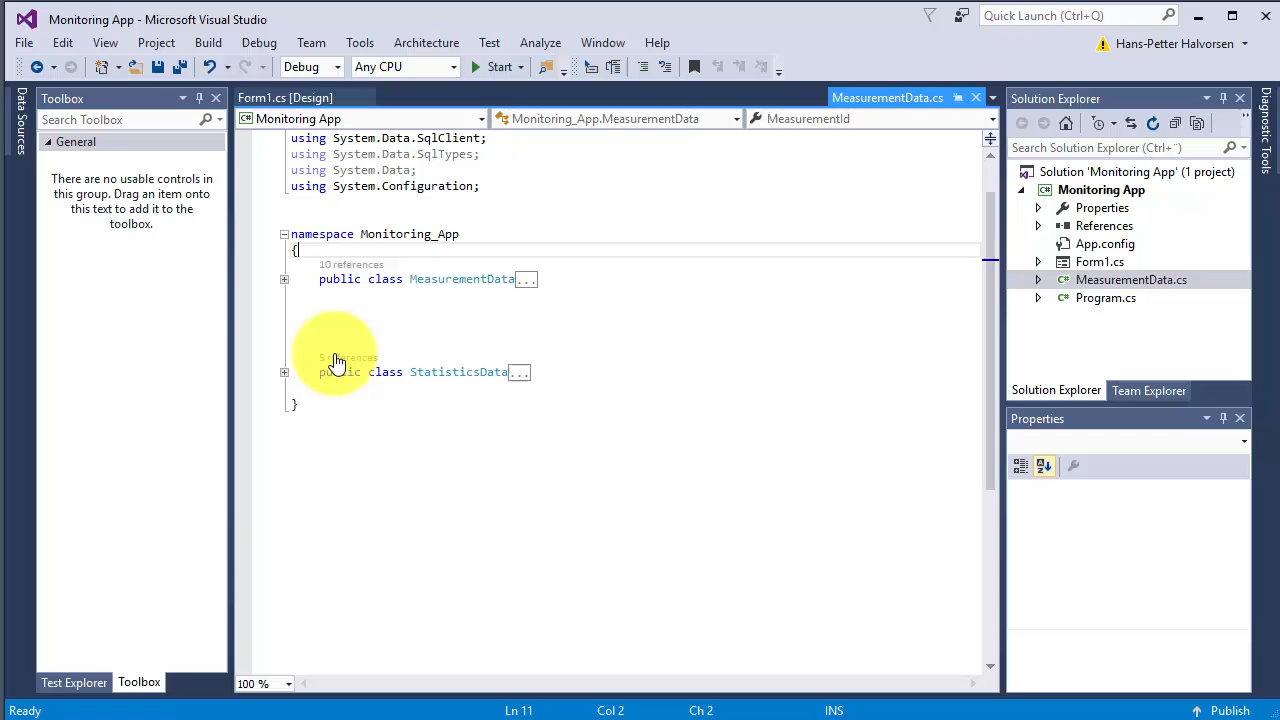 Monitoring App - Microsoft Visual Studio
Quick Launch (Ctrl+Q)
File Edit View Project Build Debug Team Tools Architecture Test Analyze Window Help
Hans-Petter Halvorsen
Debug Any CPU Start
Data Sources
Toolbox
Search Toolbox
General
There are no usable controls in
this group. Drag an item onto
this text to add it to the
toolbox.
Test Explorer Toolbox
Form1.cs [Design] MeasurementData.cs
Monitoring App Monitoring_App.MeasurementData MeasurementId
using System.Data.SqlClient;
using System.Data.SqlTypes;
using System.Data;
using System.Configuration;
namespace Monitoring_App
{
10 references
public class MeasurementData...
5 references
public class StatisticsData...
}
100 %
Solution Explorer
Search Solution Explorer (Ctrl+¨)
Solution 'Monitoring App' (1 project)
Monitoring App
Properties
References
App.config
Form1.cs
MeasurementData.cs
Program.cs
Solution Explorer Team Explorer
Properties
Diagnostic Tools
Ready Ln 11 Col 2 Ch 2 INS Publish